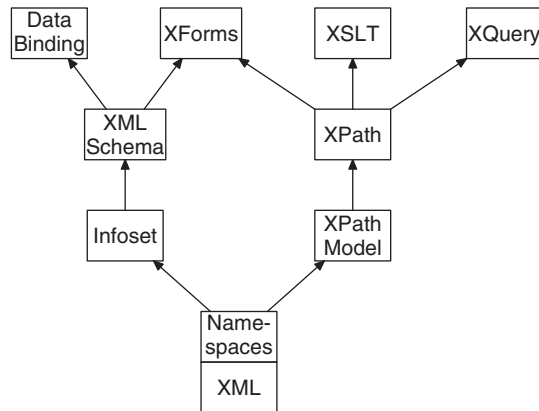 Data
Binding
XForms
XSLT
XQuery
XML
Schema
XPath
Infoset
XPath
Model
Name-
spaces
XML